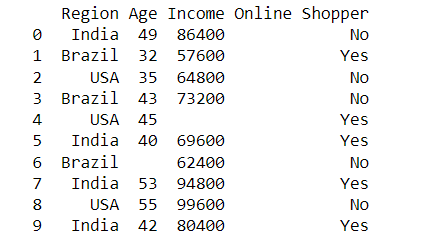 Region Age Income Online Shopper
0 India 49 86400 No
1 Brazil 32 57600 Yes
2 USA 35 64800 No
3 Brazil 43 73200 No
4 USA 45 Yes
5 India 40 69600 Yes
6 Brazil 62400 No
7 India 53 94800 Yes
8 USA 55 99600 No
9 India 42 80400 Yes